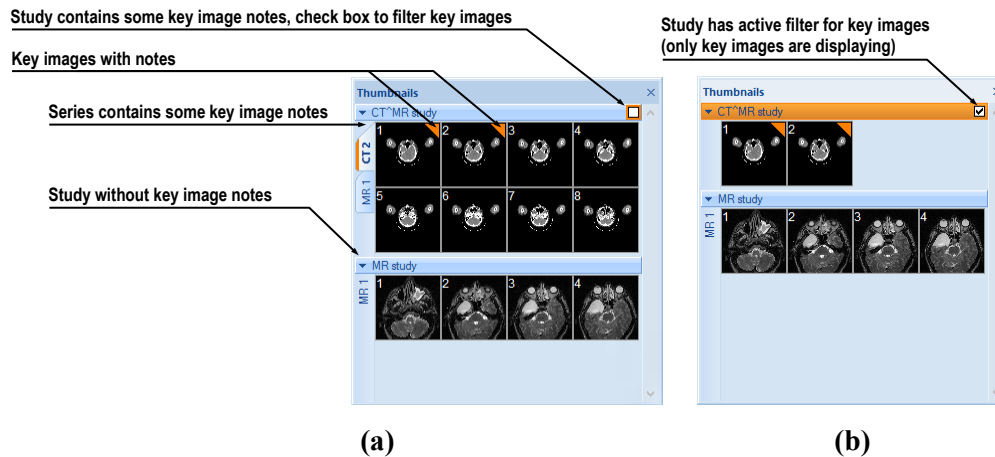 Study contains some key image notes, check box to filter key images
Key images with notes
Series contains some key image notes
Study without key image notes
Thumbnails
CT^MR study
CT 2
MR 1
1 2 3 4
5 6 7 8
MR study
MR 1
1 2 3 4
(a)
Study has active filter for key images
(only key images are displaying)
Thumbnails
CT^MR study
1 2
MR study
MR 1
1 2 3 4
(b)